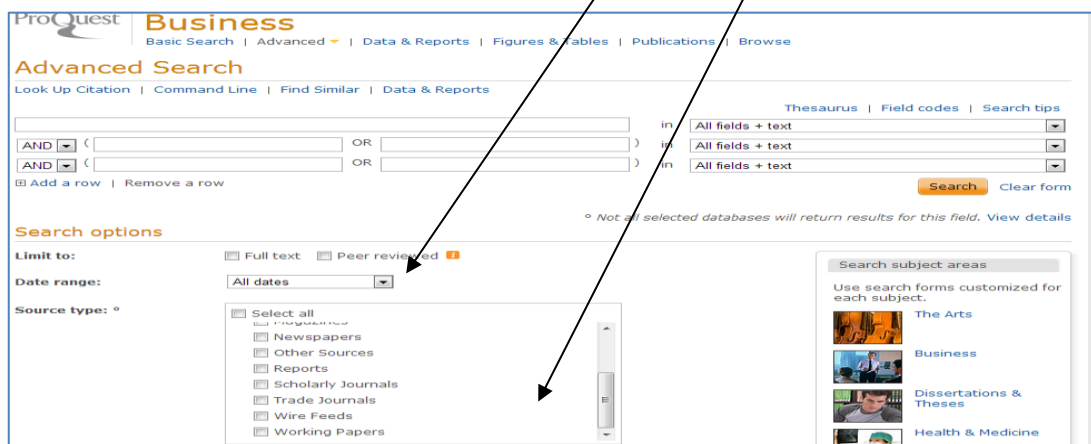 ProQuest Business
Basic Search | Advanced | Data & Reports | Figures & Tables | Publications | Browse
Advanced Search
Look Up Citation | Command Line | Find Similar | Data & Reports
Thesaurus | Field codes | Search tips
in All fields + text
AND ( OR ) in All fields + text
AND ( OR ) in All fields + text
Add a row | Remove a row
Search Clear form
° Not all selected databases will return results for this field. View details
Search options
Limit to: Full text Peer reviewed i
Date range: All dates
Source type: ° Select all
Magazines
Newspapers
Other Sources
Reports
Scholarly Journals
Trade Journals
Wire Feeds
Working Papers
Search subject areas
Use search forms customized for
each subject.
The Arts
Business
Dissertations &
Theses
Health & Medicine